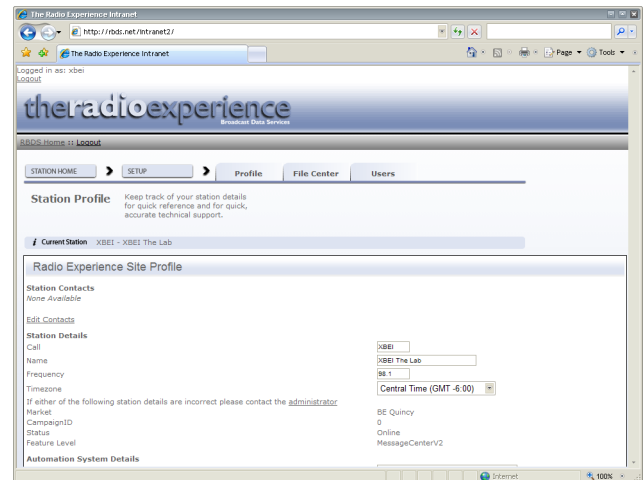 The Radio Experience Intranet
http://rbds.net/Intranet2/
The Radio Experience Intranet
Page
Tools
Logged in as: xbei
Logout
theradioexperience
Broadcast Data Services
RBDS Home :: Logout
STATION HOME
SETUP
Profile
File Center
Users
Station Profile
Keep track of your station details
for quick reference and for quick,
accurate technical support.
i Current Station XBEI - XBEI The Lab
Radio Experience Site Profile
Station Contacts
None Available
Edit Contacts
Station Details
Call XBEI
Name XBEI The Lab
Frequency 98.1
Timezone Central Time (GMT -6:00)
If either of the following station details are incorrect please contact the administrator
Market BE Quincy
CampaignID 0
Status Online
Feature Level MessageCenterV2
Automation System Details
Internet 100%